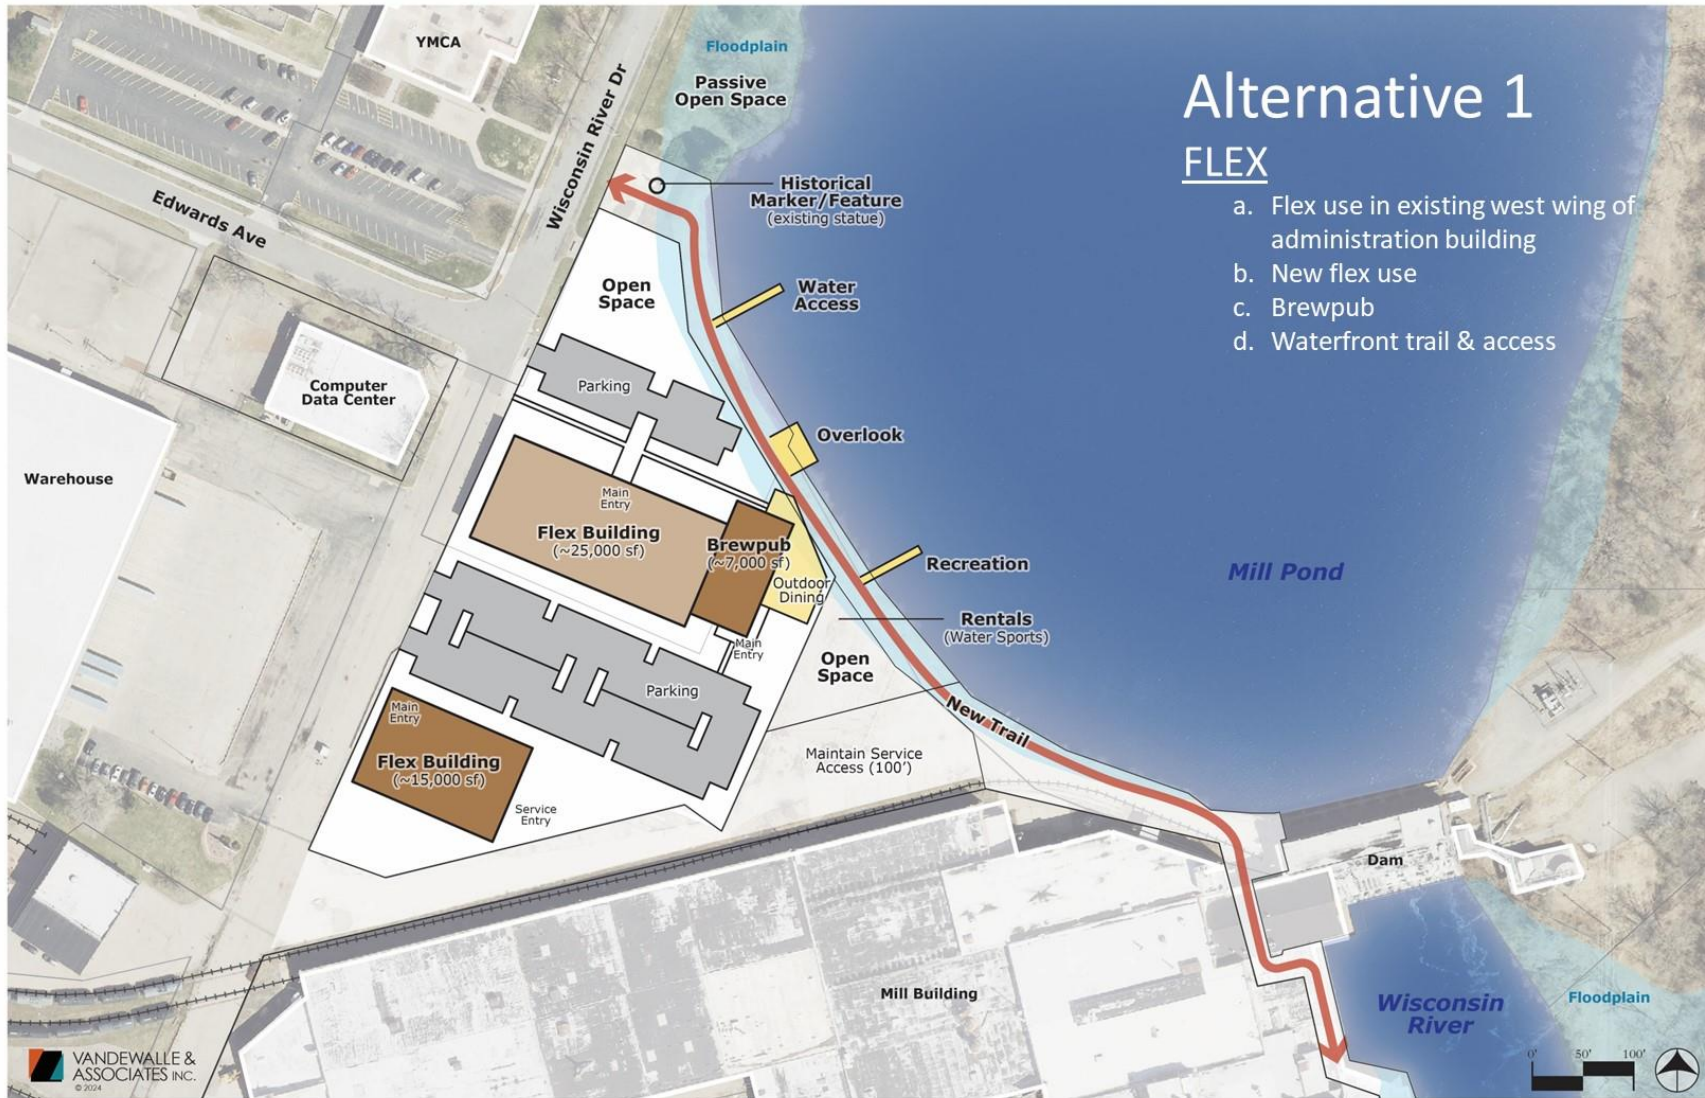 Alternative 1
FLEX
a. Flex use in existing west wing of
administration building
b. New flex use
c. Brewpub
d. Waterfront trail & access
YMCA
Floodplain
Passive
Open Space
Wisconsin River Dr
Edwards Ave
Historical
Marker/Feature
(existing statue)
Open
Space
Water
Access
Parking
Computer
Data Center
Overlook
Warehouse
Main
Entry
Flex Building
(~25,000 sf)
Brewpub
(~7,000 sf)
Outdoor
Dining
Recreation
Mill Pond
Rentals
(Water Sports)
Main
Entry
Open
Space
Parking
New Trail
Main
Entry
Flex Building
(~15,000 sf)
Maintain Service
Access (100')
Service
Entry
Dam
Mill Building
Wisconsin
River
Floodplain
VANDEWALLE &
ASSOCIATES INC.
© 2024
0' 50' 100'